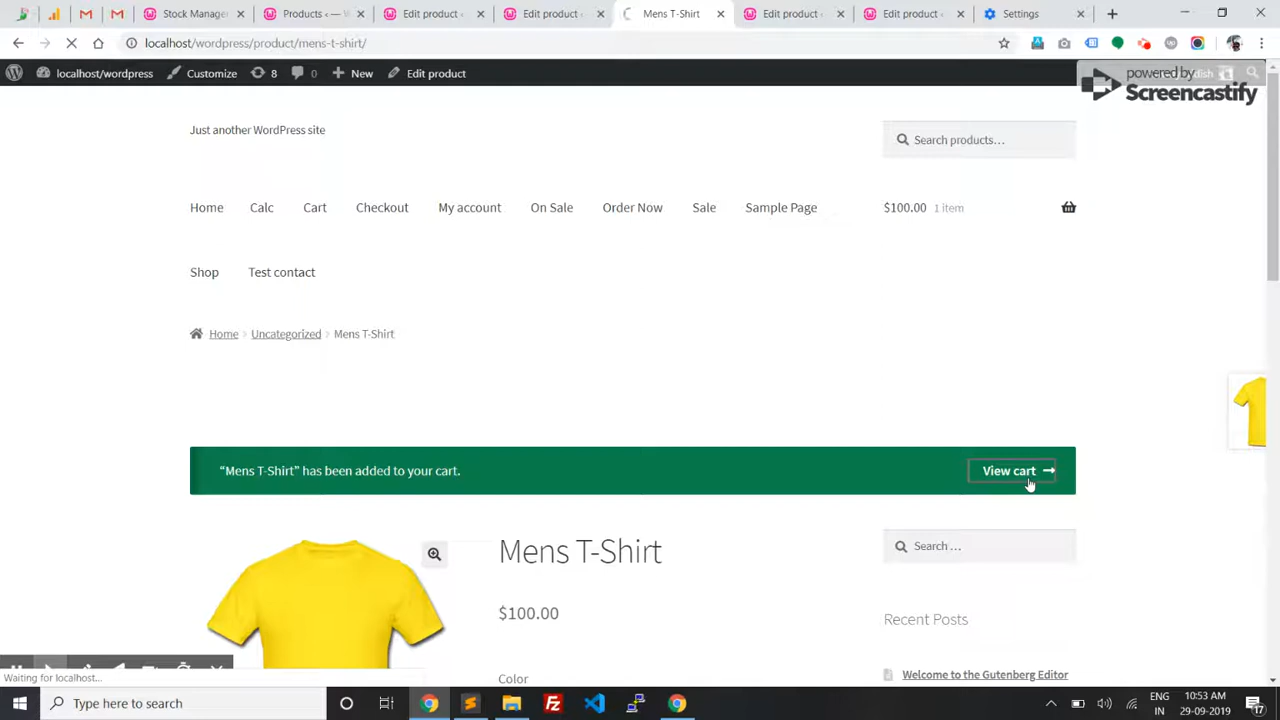 Stock Manage
Products ‹ — W
Edit product
Edit product
Mens T-Shirt
Edit product
Edit product
Settings
localhost/wordpress/product/mens-t-shirt/
localhost/wordpress
Customize
8
0
New
Edit product
powered by
Screencastify
Just another WordPress site
Search products…
Home
Calc
Cart
Checkout
My account
On Sale
Order Now
Sale
Sample Page
$100.00 1 item
Shop
Test contact
Home
Uncategorized
Mens T-Shirt
“Mens T-Shirt” has been added to your cart.
View cart
Mens T-Shirt
Search …
$100.00
Recent Posts
Color
Welcome to the Gutenberg Editor
Waiting for localhost...
Type here to search
ENG
IN
10:53 AM
29-09-2019
17